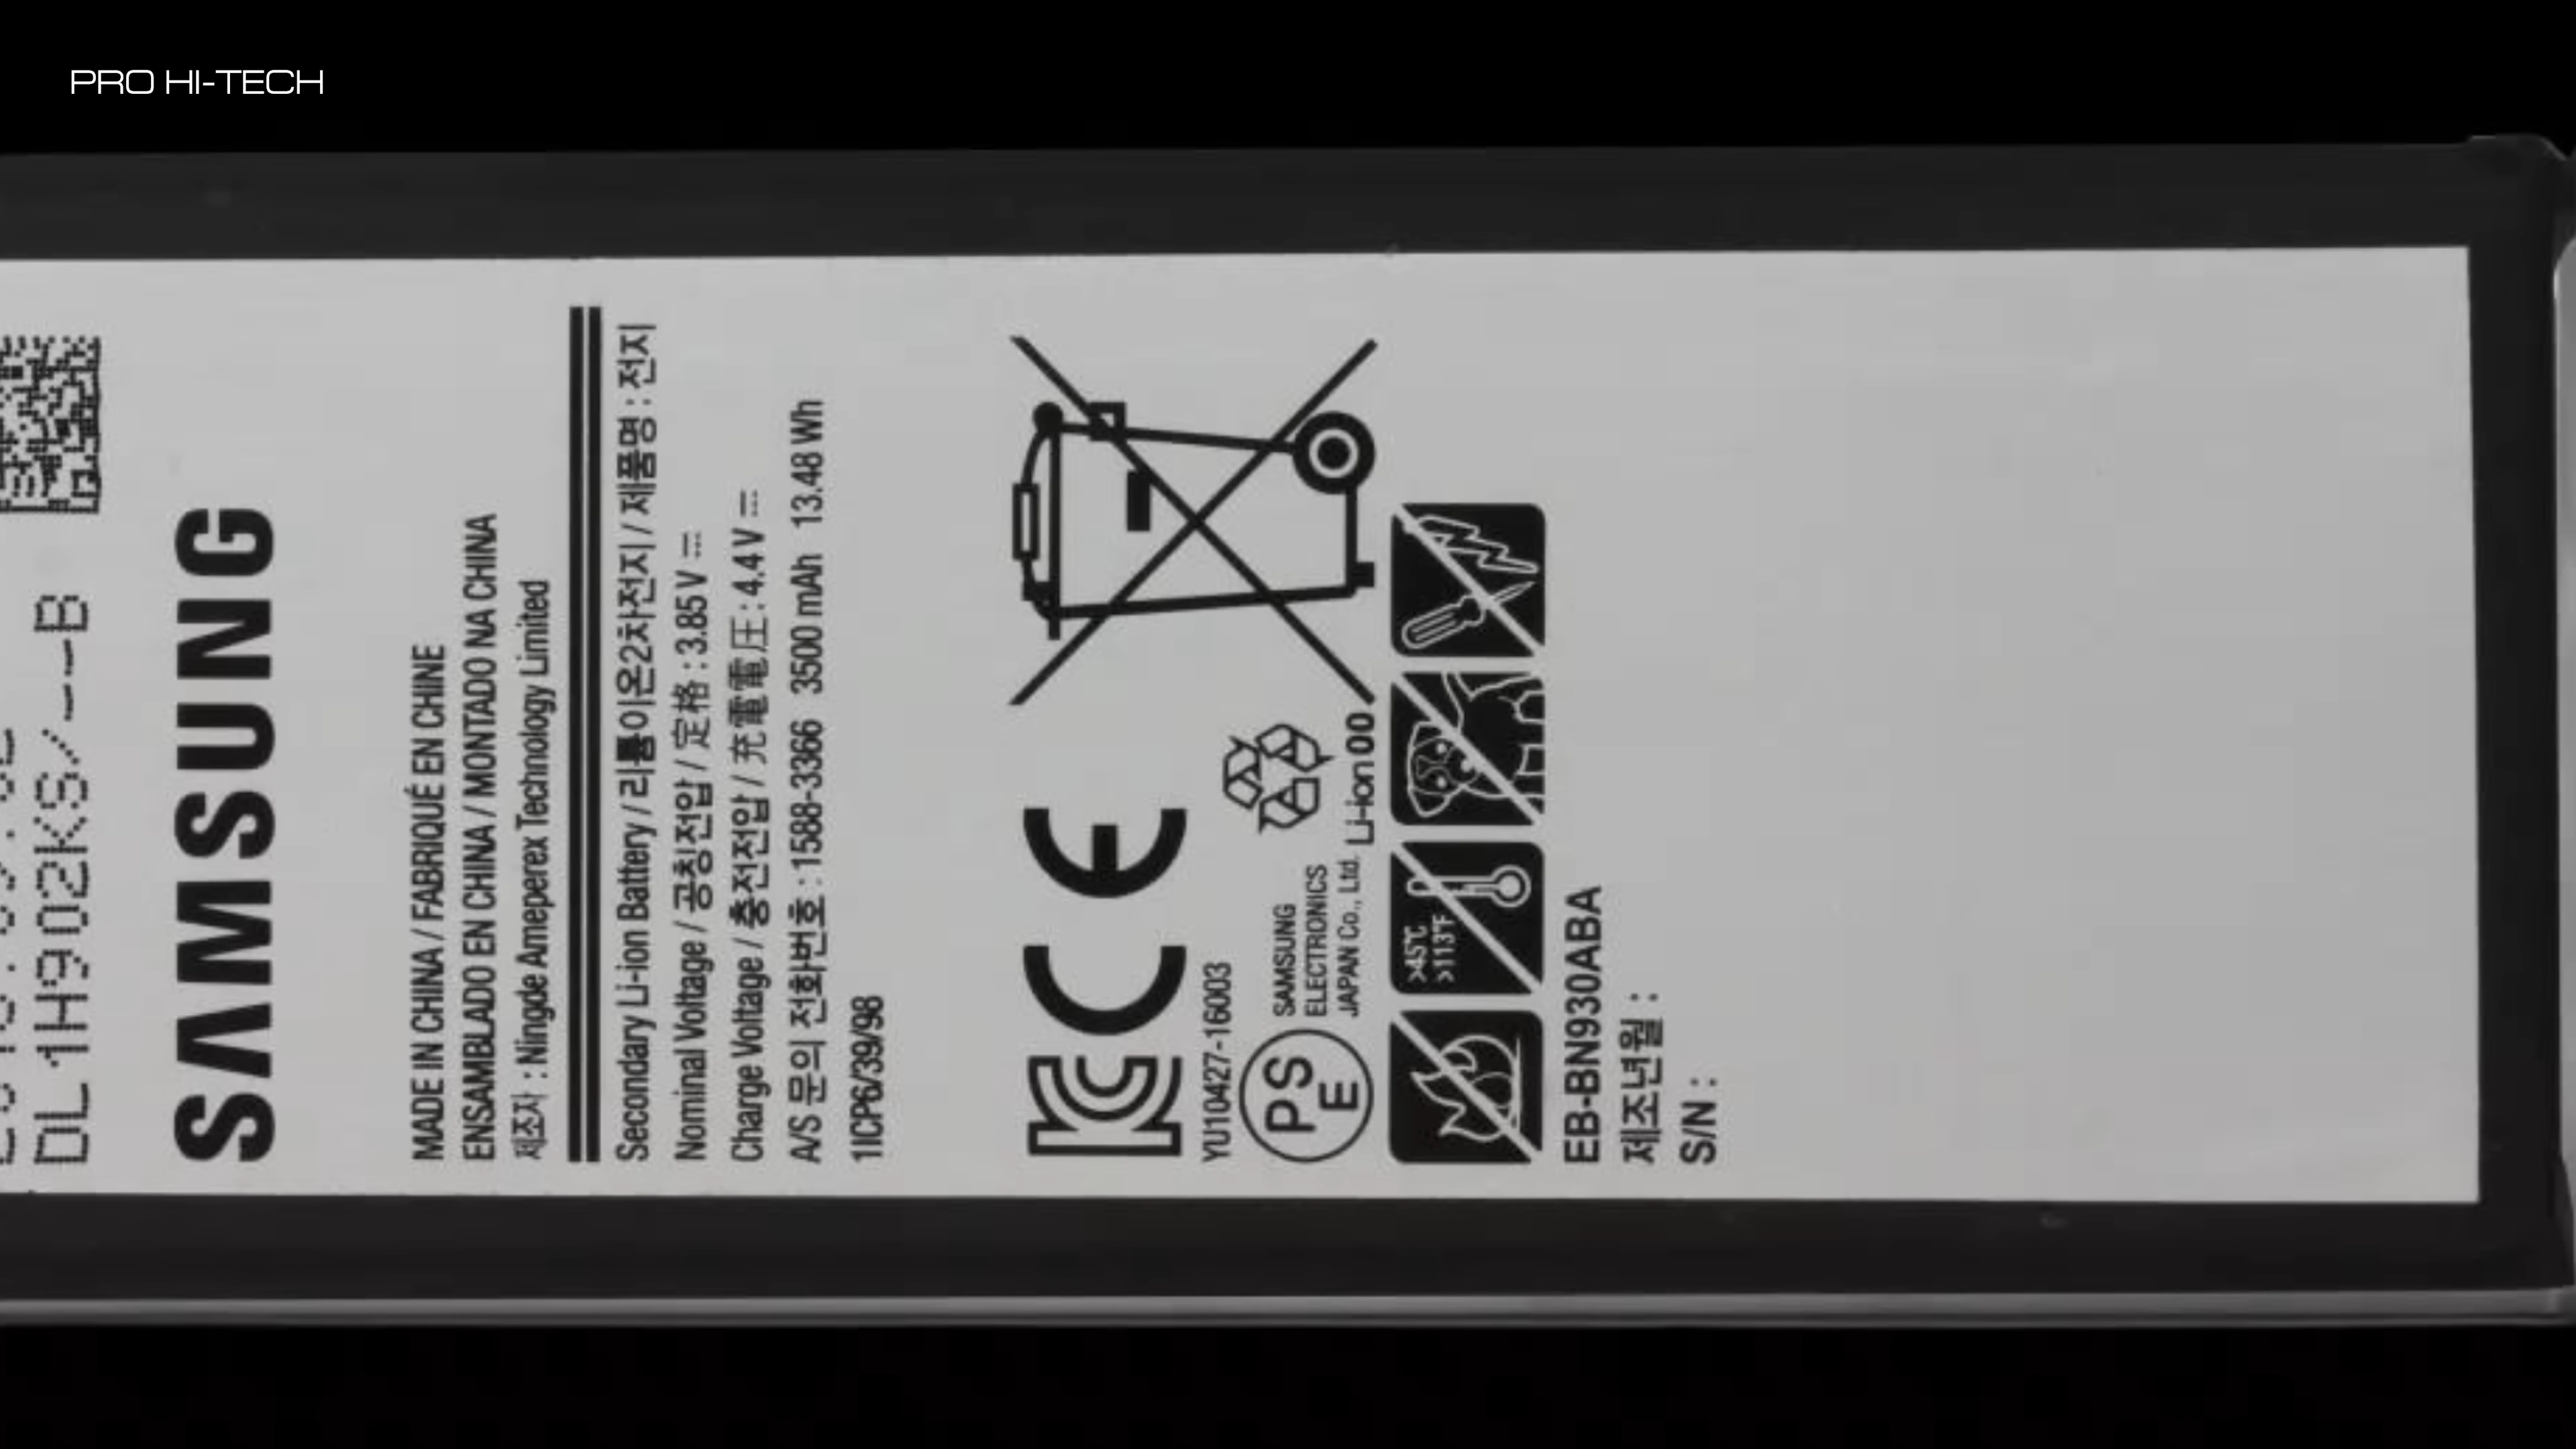 PRO HI-TECH
DL1H902KS/--B
SAMSUNG
MADE IN CHINA / FABRIQUÉ EN CHINE
ENSAMBLADO EN CHINA / MONTADO NA CHINA
제조자 : Ningde Ameperex Technology Limited
Secondary Li-ion Battery / 리튬이온2차전지 / 제품명 : 전지
Nominal Voltage / 공칭전압 / 定格 : 3.85 V
Charge Voltage / 충전전압 / 充電電圧 : 4.4 V
A/S 문의 전화번호 : 1588-3366 3500 mAh 13.48 Wh
1ICP6/39/98
KC CE
YU10427-16003
PS
E
SAMSUNG
ELECTRONICS
JAPAN Co., Ltd.
Li-ion 00
>45℃
>113℉
EB-BN930ABA
제조년월 :
S/N :